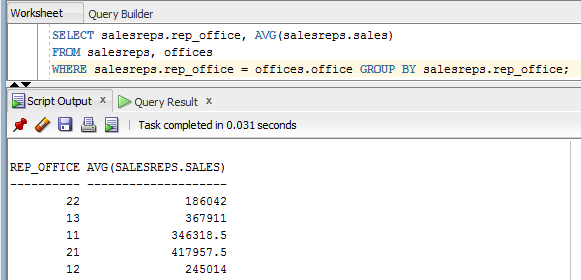 Worksheet Query Builder
SELECT salesreps.rep_office, AVG(salesreps.sales)
FROM salesreps, offices
WHERE salesreps.rep_office = offices.office GROUP BY salesreps.rep_office;
Script Output x Query Result x
Task completed in 0.031 seconds
REP_OFFICE AVG(SALESREPS.SALES)
---------- --------------------
22 186042
13 367911
11 346318.5
21 417957.5
12 245014